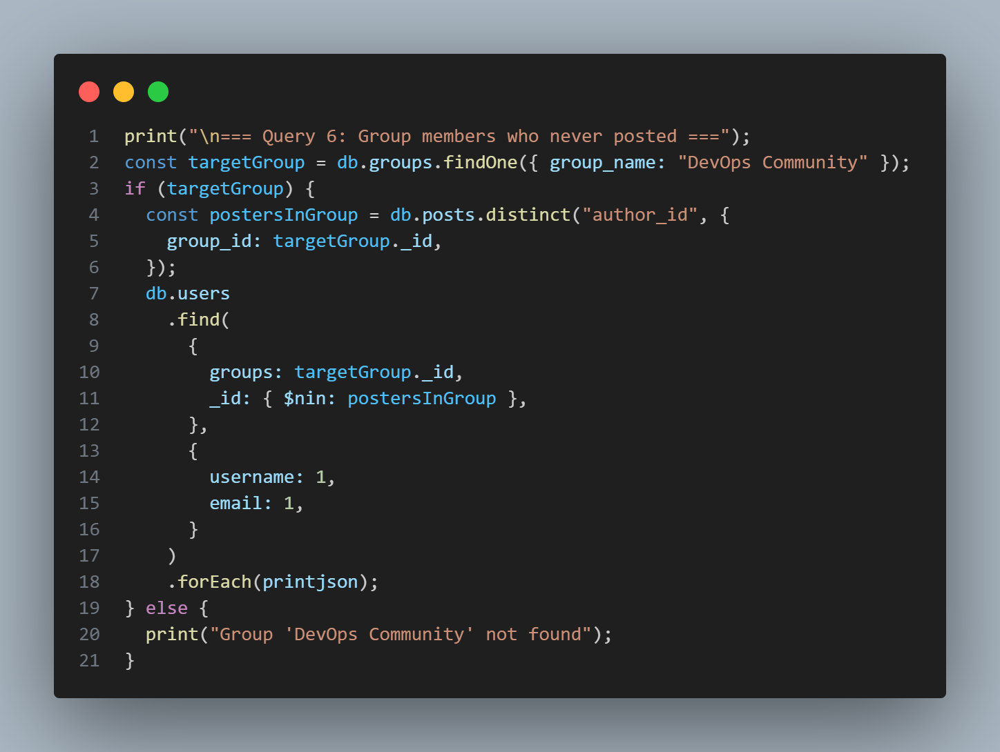 1 print("\n=== Query 6: Group members who never posted ===");
2 const targetGroup = db.groups.findOne({ group_name: "DevOps Community" });
3 if (targetGroup) {
4   const postersInGroup = db.posts.distinct("author_id", {
5     group_id: targetGroup._id,
6   });
7   db.users
8     .find(
9       {
10         groups: targetGroup._id,
11         _id: { $nin: postersInGroup },
12       },
13       {
14         username: 1,
15         email: 1,
16       }
17     )
18     .forEach(printjson);
19 } else {
20   print("Group 'DevOps Community' not found");
21 }